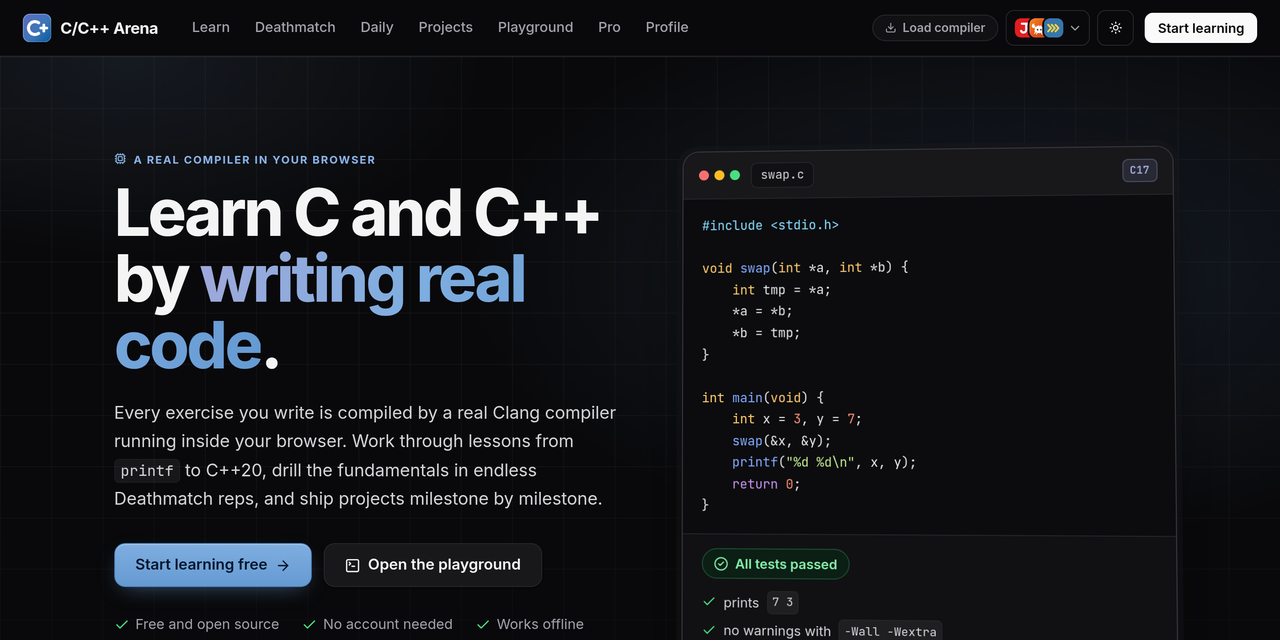 C/C++ Arena Learn Deathmatch Daily Projects Playground Pro Profile Load compiler Start learning
A REAL COMPILER IN YOUR BROWSER
Learn C and C++
by writing real
code.
Every exercise you write is compiled by a real Clang compiler
running inside your browser. Work through lessons from
printf to C++20, drill the fundamentals in endless
Deathmatch reps, and ship projects milestone by milestone.
Start learning free → Open the playground
Free and open source No account needed Works offline
swap.c C17
#include <stdio.h>
void swap(int *a, int *b) {
    int tmp = *a;
    *a = *b;
    *b = tmp;
}
int main(void) {
    int x = 3, y = 7;
    swap(&x, &y);
    printf("%d %d\n", x, y);
    return 0;
}
All tests passed
prints 7 3
no warnings with -Wall -Wextra